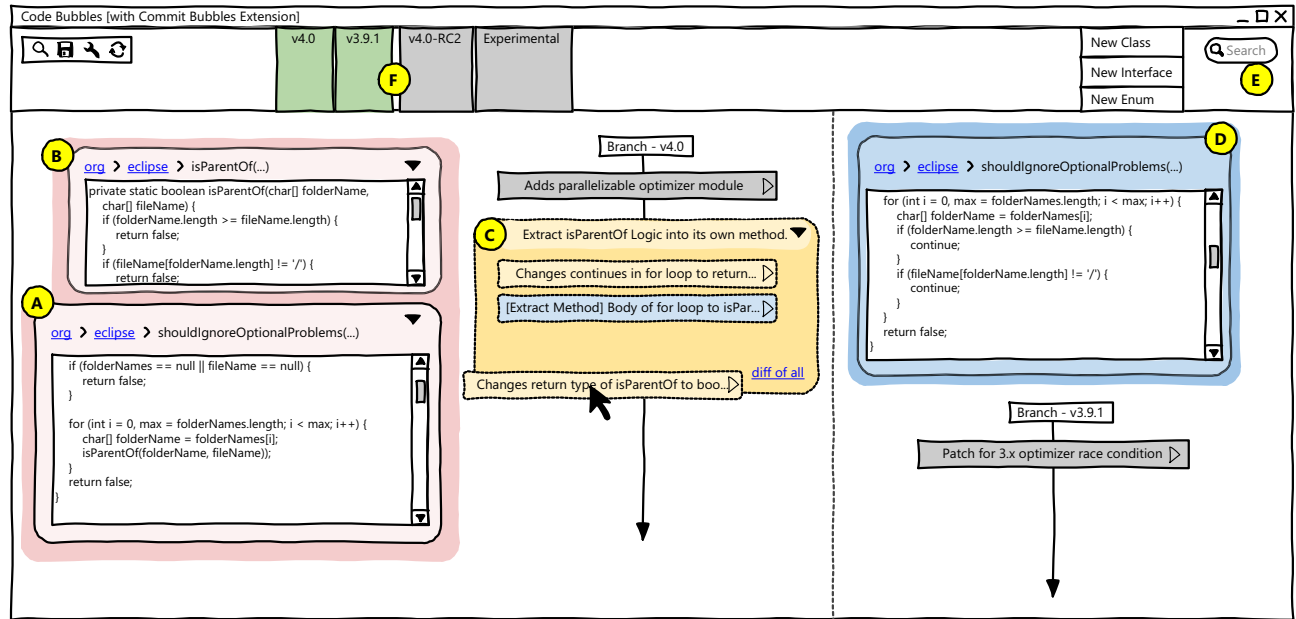 Code Bubbles [with Commit Bubbles Extension]
v4.0
v3.9.1
v4.0-RC2
Experimental
F
New Class
New Interface
New Enum
Search
E
B
org > eclipse > isParentOf(...)
private static boolean isParentOf(char[] folderName,
char[] fileName) {
if (folderName.length >= fileName.length) {
return false;
}
if (fileName[folderName.length] != '/') {
return false;
A
org > eclipse > shouldIgnoreOptionalProblems(...)
if (folderNames == null || fileName == null) {
return false;
}
for (int i = 0, max = folderNames.length; i < max; i++) {
char[] folderName = folderNames[i];
isParentOf(folderName, fileName));
}
return false;
}
Branch - v4.0
Adds parallelizable optimizer module
C
Extract isParentOf Logic into its own method.
Changes continues in for loop to return...
[Extract Method] Body of for loop to isPar...
diff of all
Changes return type of isParentOf to boo...
D
org > eclipse > shouldIgnoreOptionalProblems(...)
for (int i = 0, max = folderNames.length; i < max; i++) {
char[] folderName = folderNames[i];
if (folderName.length >= fileName.length) {
continue;
}
if (fileName[folderName.length] != '/') {
continue;
}
}
return false;
}
Branch - v3.9.1
Patch for 3.x optimizer race condition